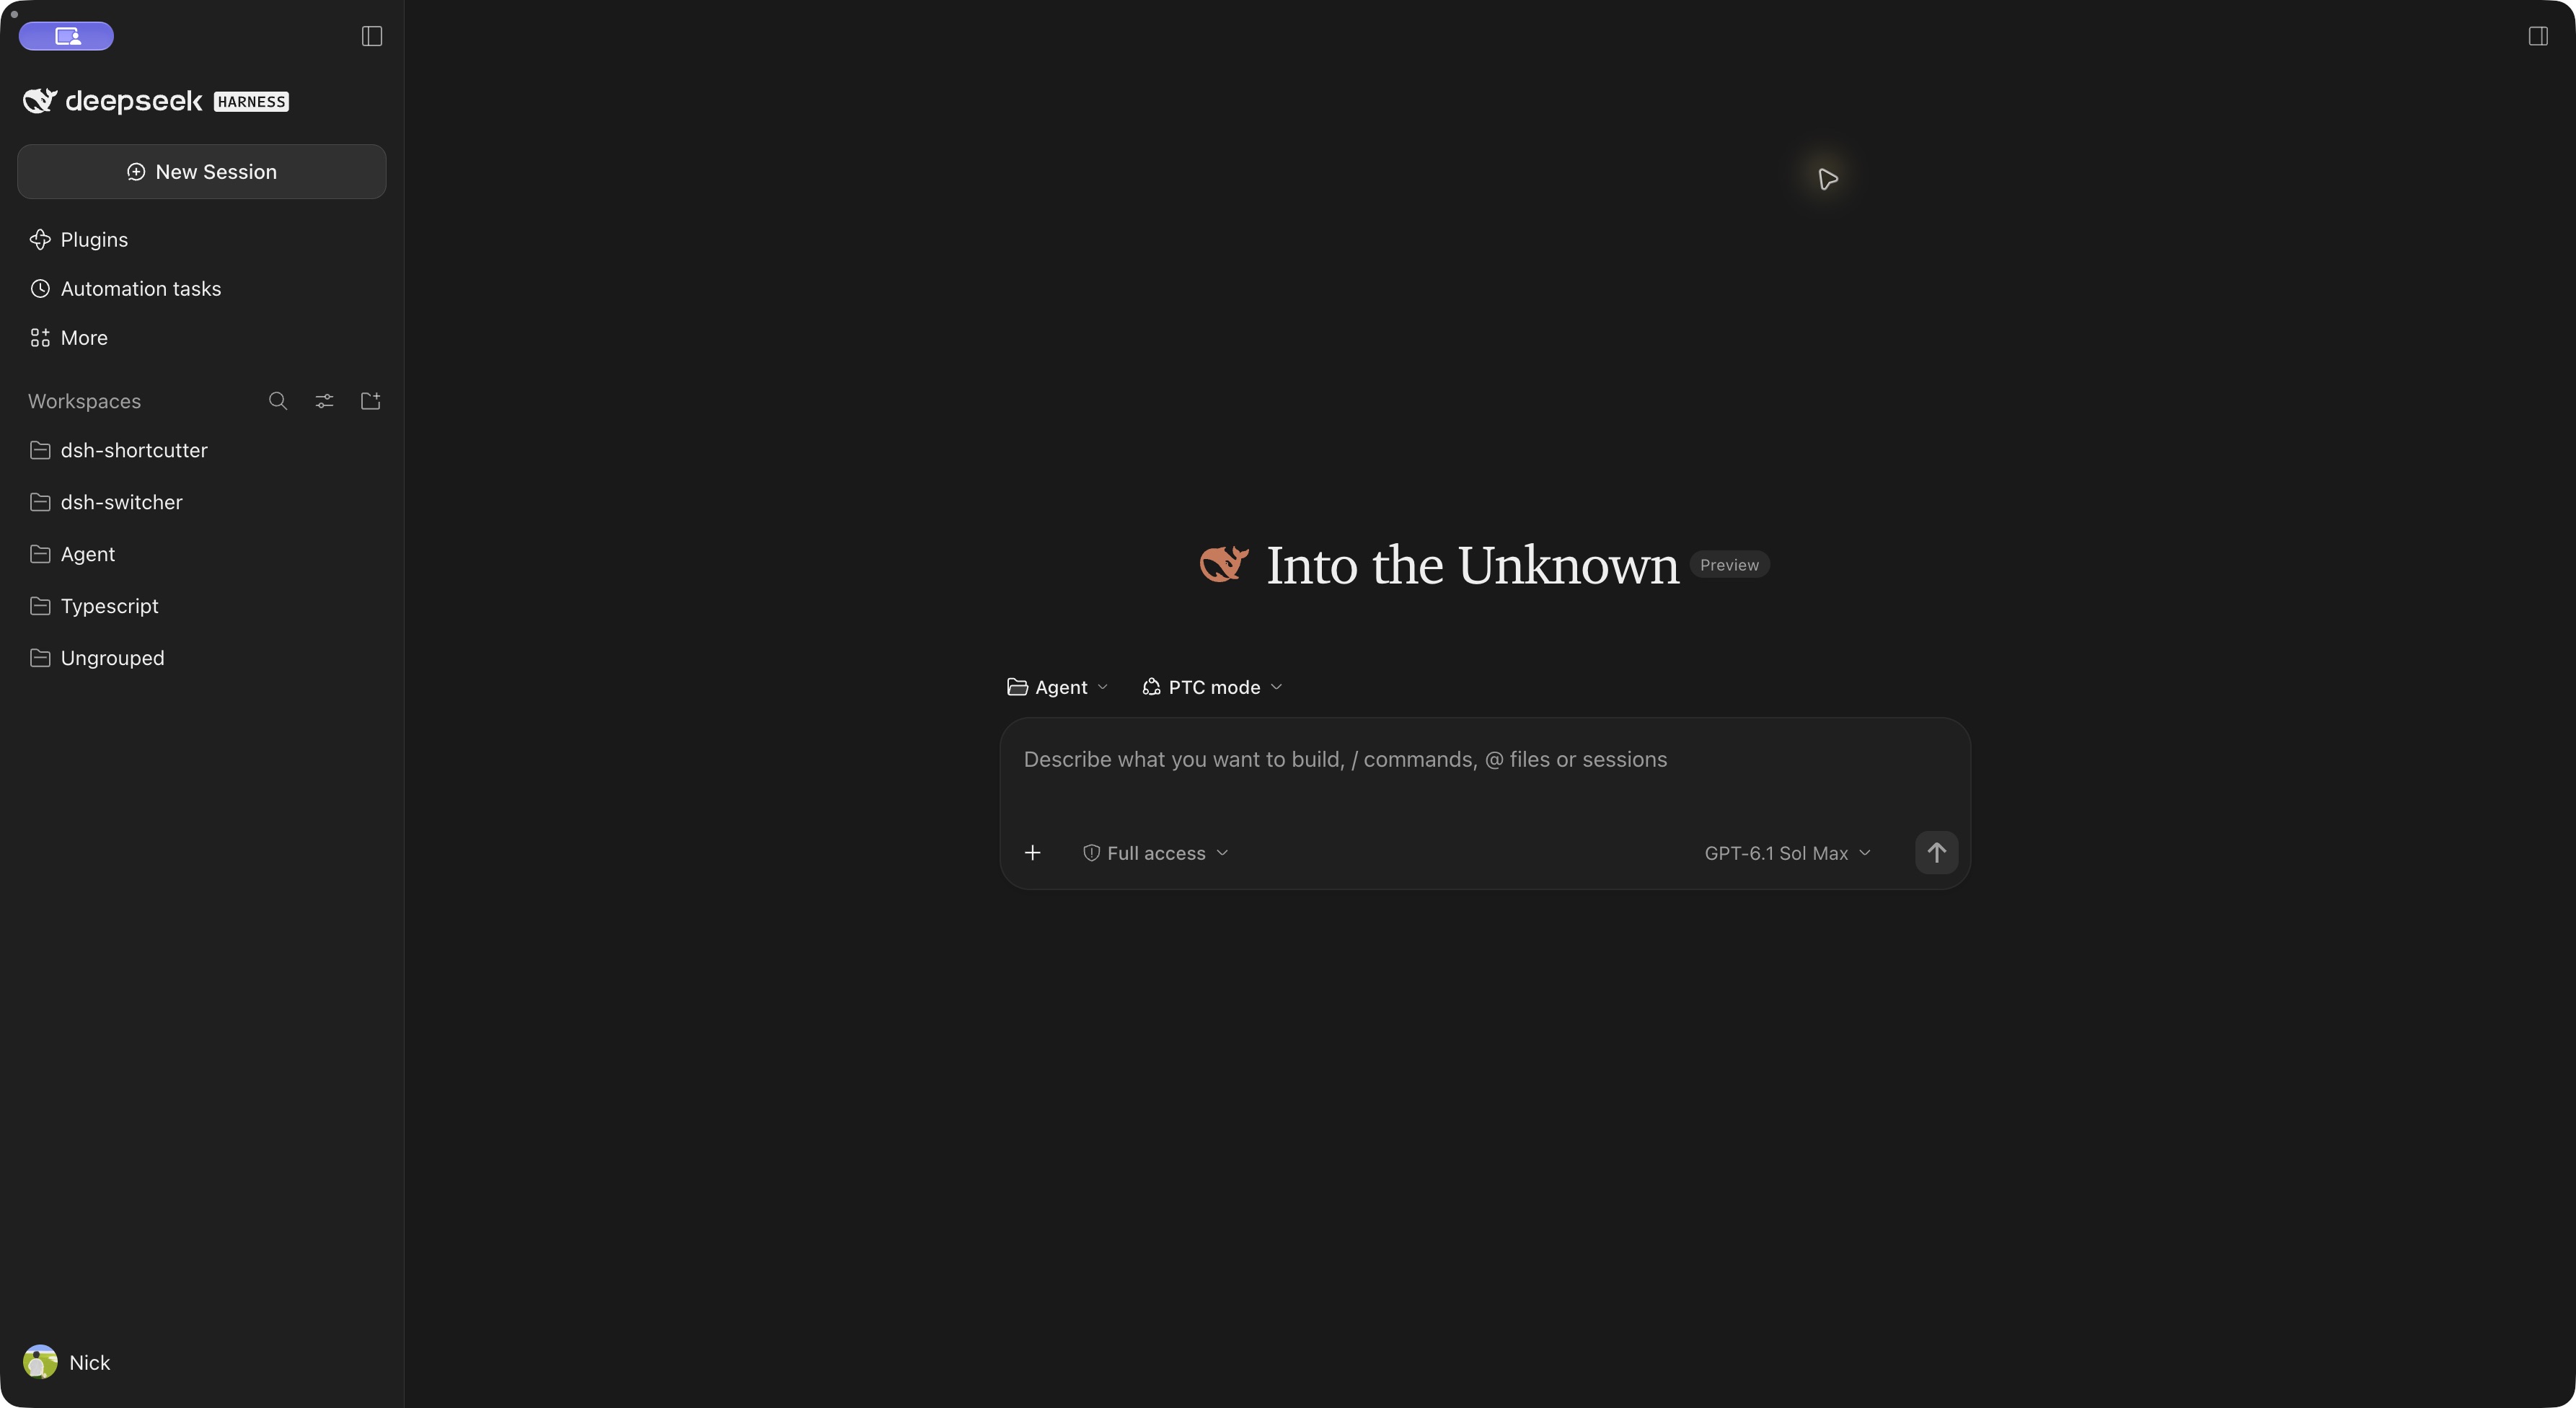 deepseek HARNESS
New Session
Plugins
Automation tasks
More
Workspaces
dsh-shortcutter
dsh-switcher
Agent
Typescript
Ungrouped
Nick
Into the Unknown Preview
Agent PTC mode
Describe what you want to build, / commands, @ files or sessions
Full access GPT-6.1 Sol Max